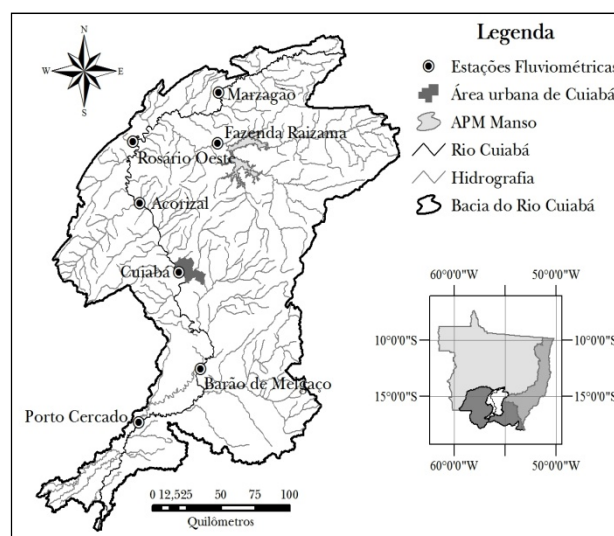 N
W E
S
Legenda
Estações Fluviométricas
Área urbana de Cuiabá
APM Manso
Rio Cuiabá
Hidrografia
Bacia do Rio Cuiabá
Marzagão
Fazenda Raizama
Rosário Oeste
Acorizal
Cuiabá
Barão de Melgaço
Porto Cercado
0 12,525 50 75 100
Quilômetros
60°0'0"W 50°0'0"W
10°0'0"S 10°0'0"S
15°0'0"S 15°0'0"S
60°0'0"W 50°0'0"W